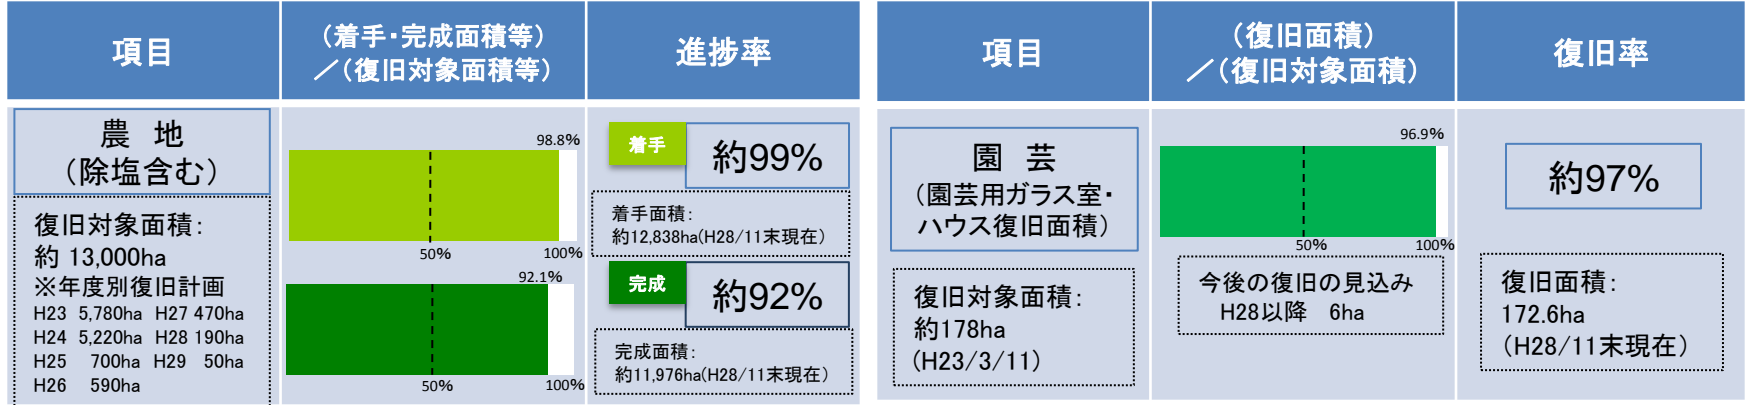 項目
（着手・完成面積等）
／（復旧対象面積等）
進捗率
農　地
（除塩含む）
復旧対象面積：
約 13,000ha
※年度別復旧計画
H23 5,780ha H27 470ha
H24 5,220ha H28 190ha
H25 700ha H29 50ha
H26 590ha
98.8%
50%
100%
92.1%
50%
100%
着手
約99%
着手面積：
約12,838ha(H28/11末現在）
完成
約92%
完成面積：
約11,976ha(H28/11末現在）
項目
（復旧面積）
／（復旧対象面積）
復旧率
園　芸
（園芸用ガラス室・
ハウス復旧面積）
復旧対象面積：
約178ha
（H23/3/11）
96.9%
50%
100%
今後の復旧の見込み
H28以降　6ha
約97%
復旧面積：
172.6ha
（H28/11末現在）